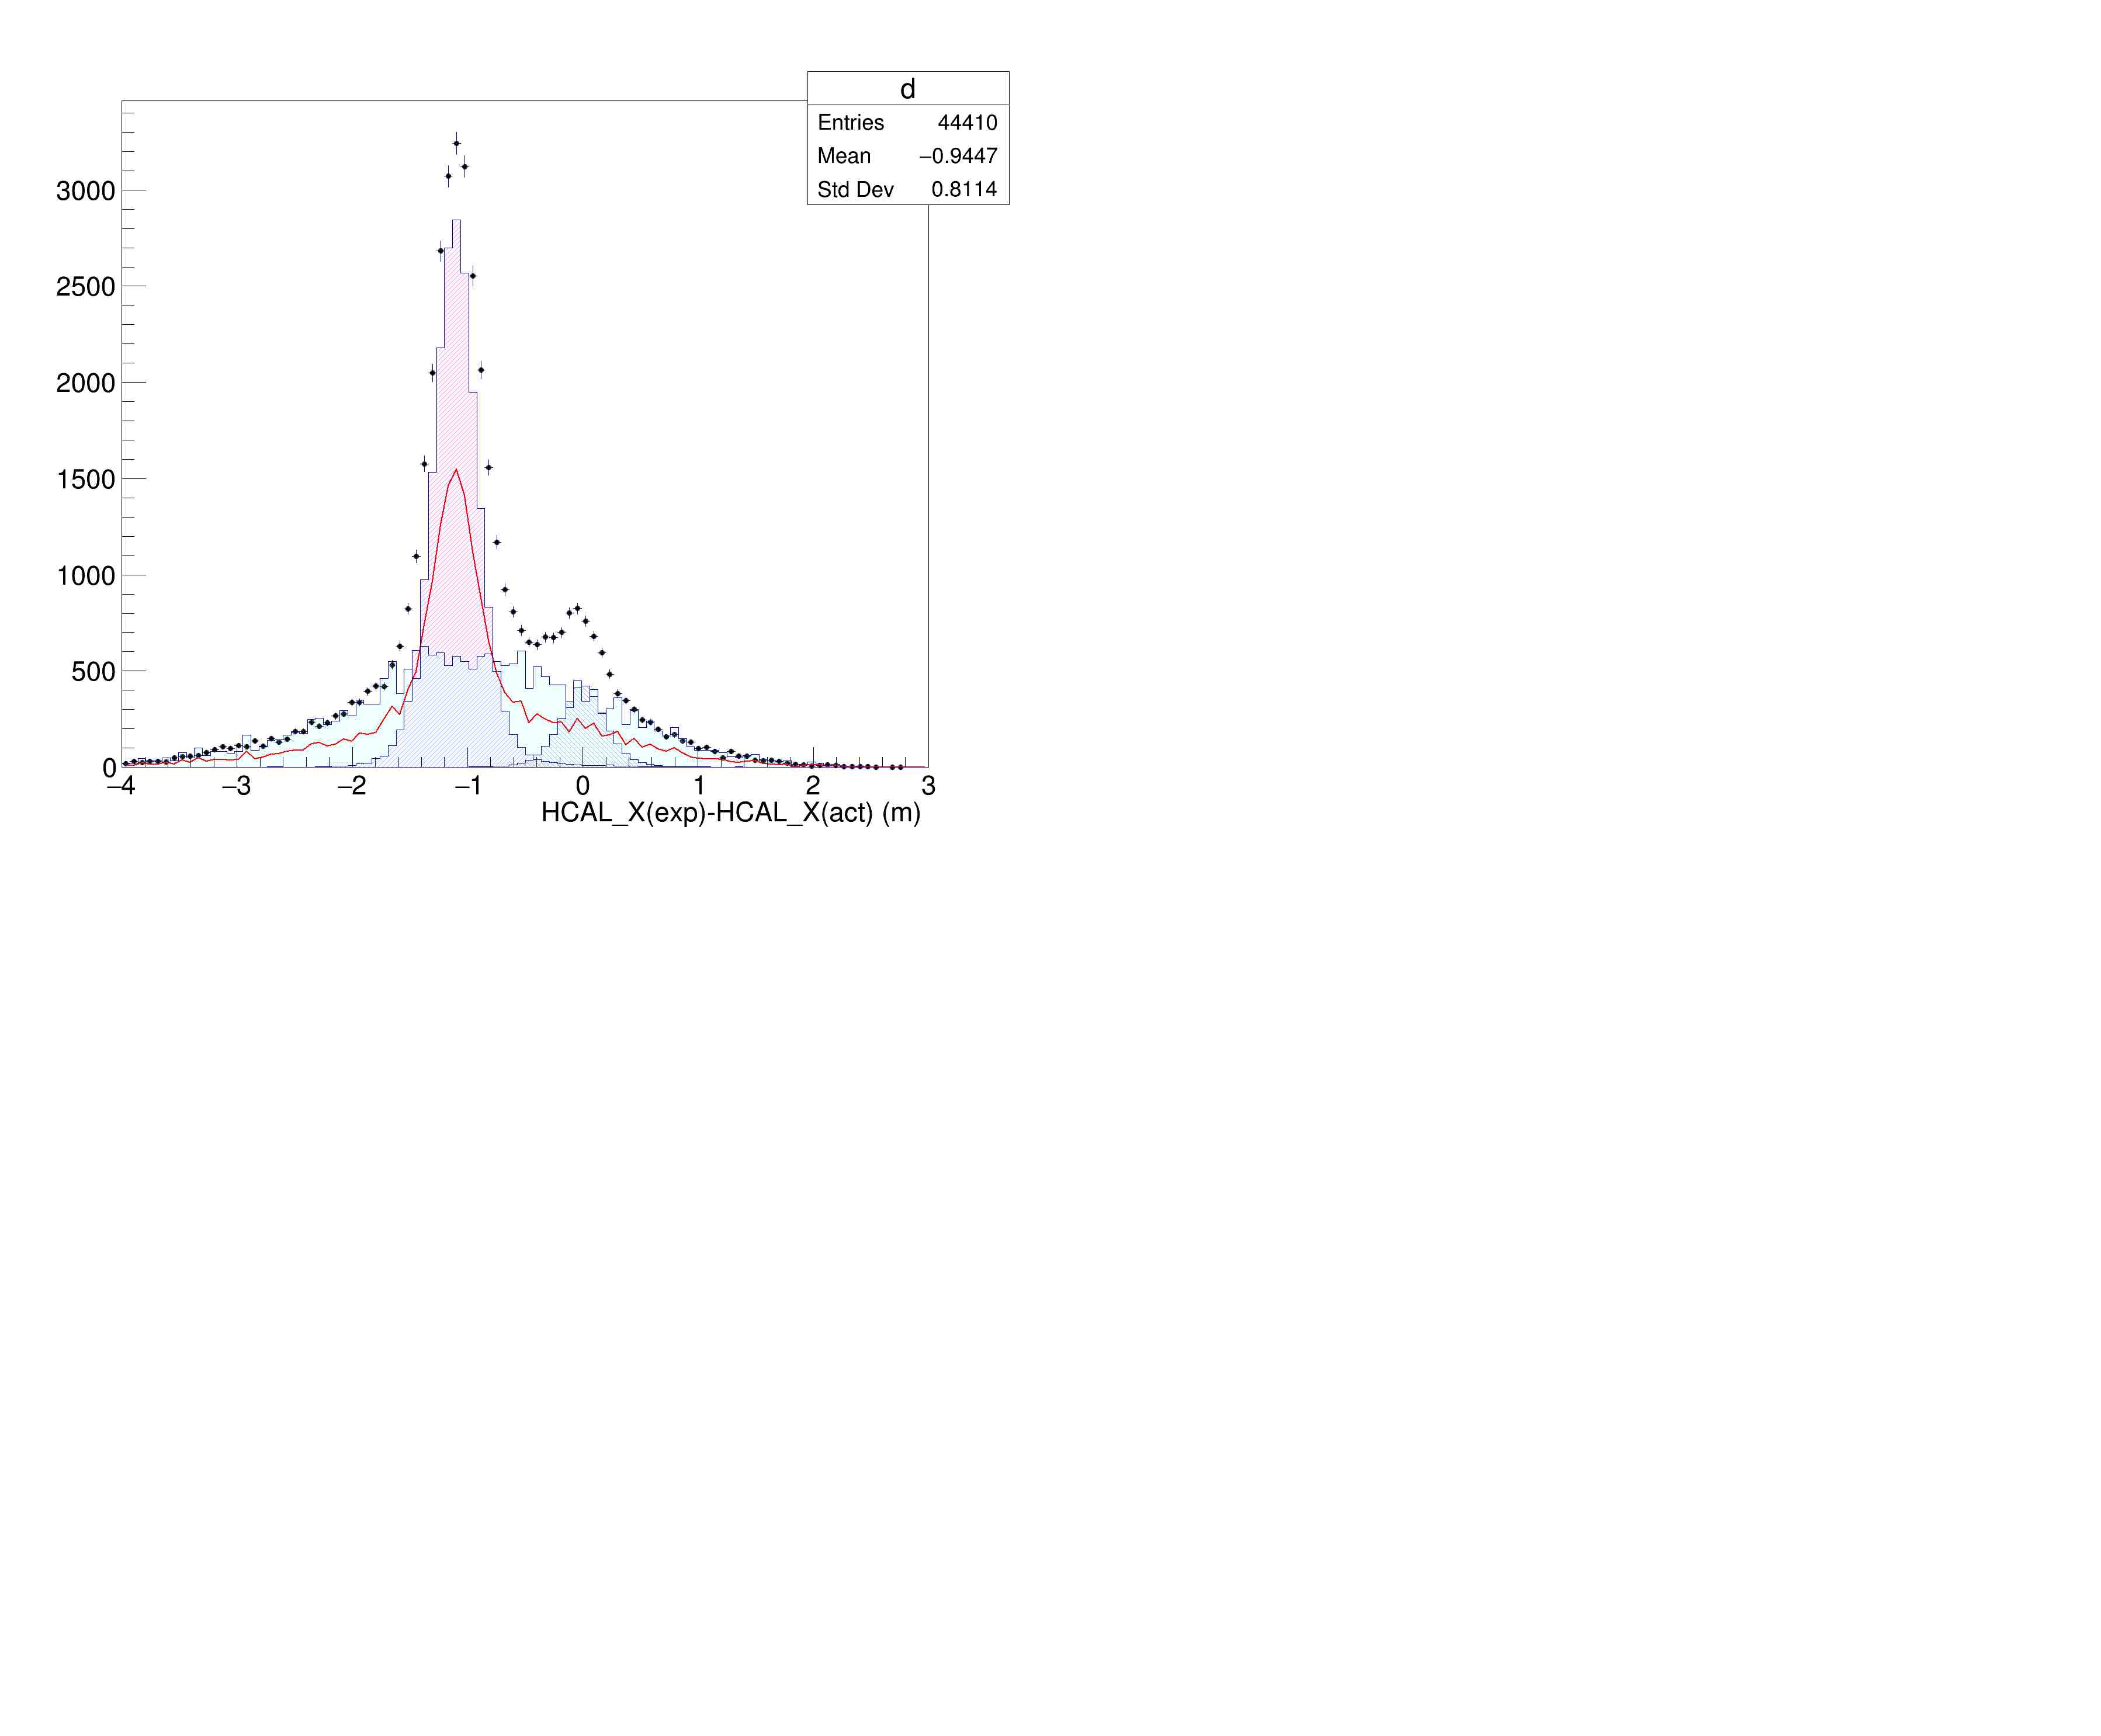 d
Entries 44410
Mean −0.9447
Std Dev 0.8114
3000
2500
2000
1500
1000
500
0
−4 −3 −2 −1 0 1 2 3
HCAL_X(exp)-HCAL_X(act) (m)